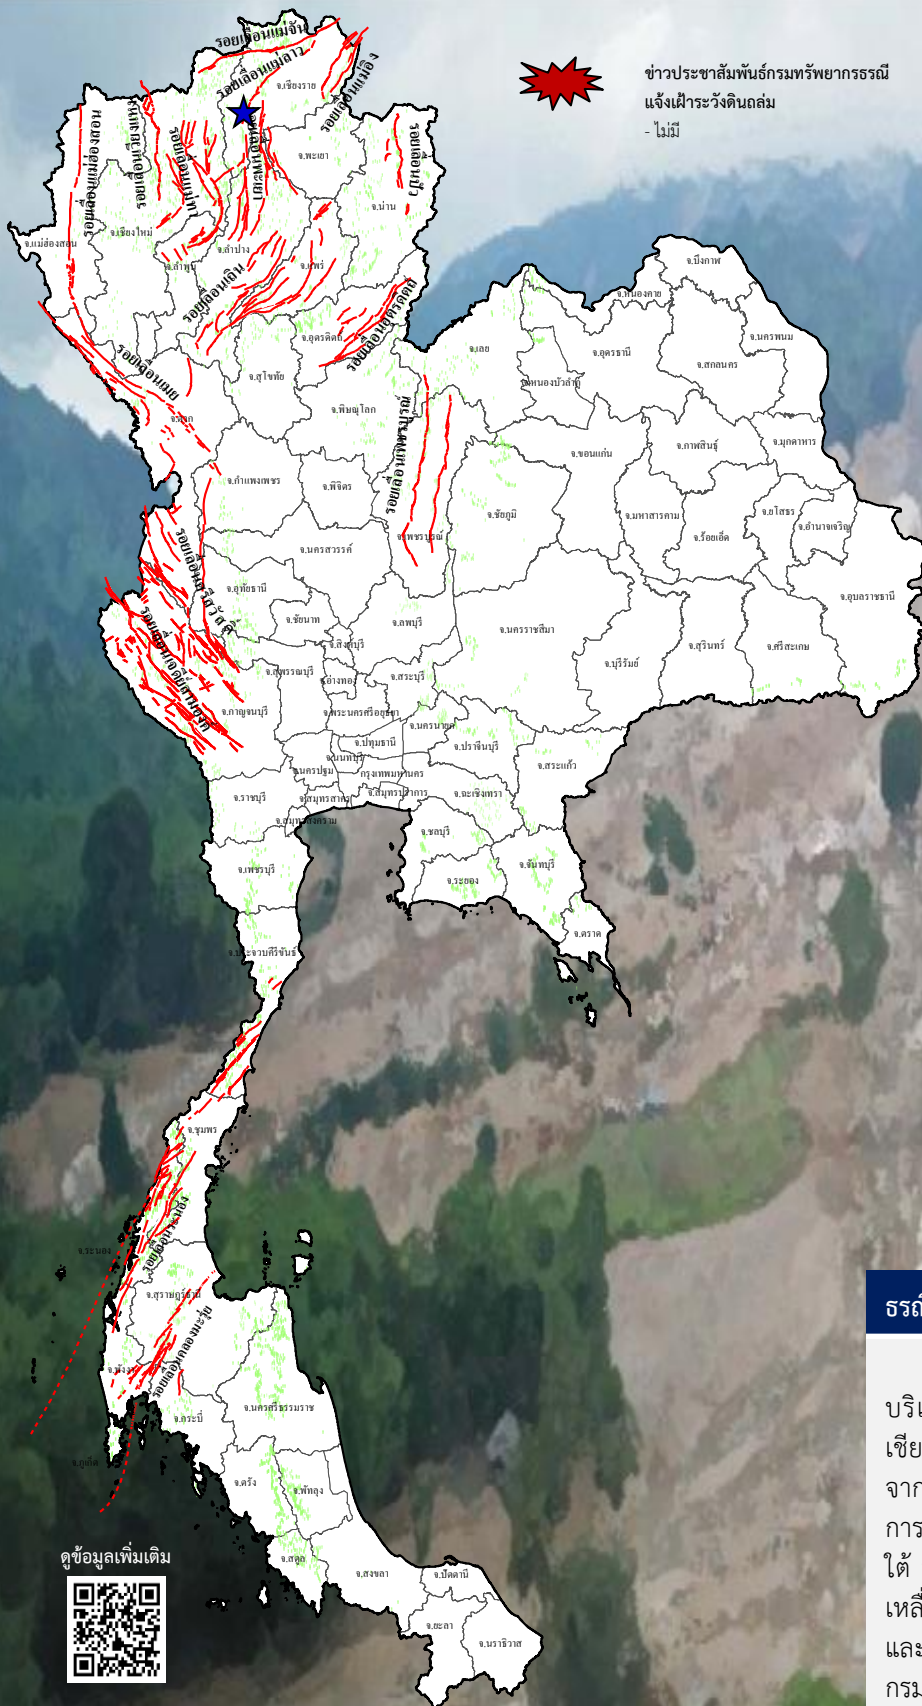 ข่าวประชาสัมพันธ์กรมทรัพยากรธรณี
แจ้งเฝ้าระวังดินถล่ม
- ไม่มี
รอยเลื่อนแม่จัน
รอยเลื่อนแม่ลาว
จ.เชียงราย
รอยเลื่อนแม่อิง
รอยเลื่อนแม่ฮ่องสอน
รอยเลื่อนแม่ทา
รอยเลื่อนพะเยา
จ.พะเยา
รอยเลื่อนปัว
จ.น่าน
จ.เชียงใหม่
จ.แม่ฮ่องสอน
จ.ลำปาง
จ.ลำพูน
จ.แพร่
รอยเลื่อนเถิน
รอยเลื่อนอุตรดิตถ์
จ.อุตรดิตถ์
จ.บึงกาฬ
จ.หนองคาย
จ.เลย
จ.อุดรธานี
จ.นครพนม
จ.สกลนคร
รอยเลื่อนเมย
จ.สุโขทัย
จ.หนองบัวลำภู
จ.ตาก
จ.พิษณุโลก
รอยเลื่อนเพชรบูรณ์
จ.ขอนแก่น
จ.กาฬสินธุ์
จ.มุกดาหาร
จ.กำแพงเพชร
จ.พิจิตร
จ.ชัยภูมิ
จ.มหาสารคาม
จ.ยโสธร
จ.ร้อยเอ็ด
จ.อำนาจเจริญ
จ.เพชรบูรณ์
จ.นครสวรรค์
รอยเลื่อนศรีสวัสดิ์
จ.อุทัยธานี
จ.อุบลราชธานี
จ.ชัยนาท
จ.ลพบุรี
จ.นครราชสีมา
จ.บุรีรัมย์
จ.สุรินทร์
จ.ศรีสะเกษ
รอยเลื่อนเจดีย์สามองค์
จ.สิงห์บุรี
จ.สุพรรณบุรี
จ.อ่างทอง
จ.สระบุรี
จ.กาญจนบุรี
จ.พระนครศรีอยุธยา
จ.นครนายก
จ.ปทุมธานี
จ.ปราจีนบุรี
จ.นนทบุรี
จ.สระแก้ว
จ.นครปฐม
กรุงเทพมหานคร
จ.ราชบุรี
จ.สมุทรสาคร
จ.สมุทรปราการ
จ.ฉะเชิงเทรา
จ.สมุทรสงคราม
จ.ชลบุรี
จ.เพชรบุรี
จ.ระยอง
จ.จันทบุรี
จ.ตราด
จ.ประจวบคีรีขันธ์
จ.ชุมพร
รอยเลื่อนระนอง
จ.ระนอง
จ.สุราษฎร์ธานี
รอยเลื่อนคลองมะรุ่ย
จ.พังงา
จ.กระบี่
จ.นครศรีธรรมราช
จ.ภูเก็ต
จ.ตรัง
จ.พัทลุง
จ.สตูล
จ.สงขลา
จ.ปัตตานี
จ.ยะลา
จ.นราธิวาส
ดูข้อมูลเพิ่มเติม